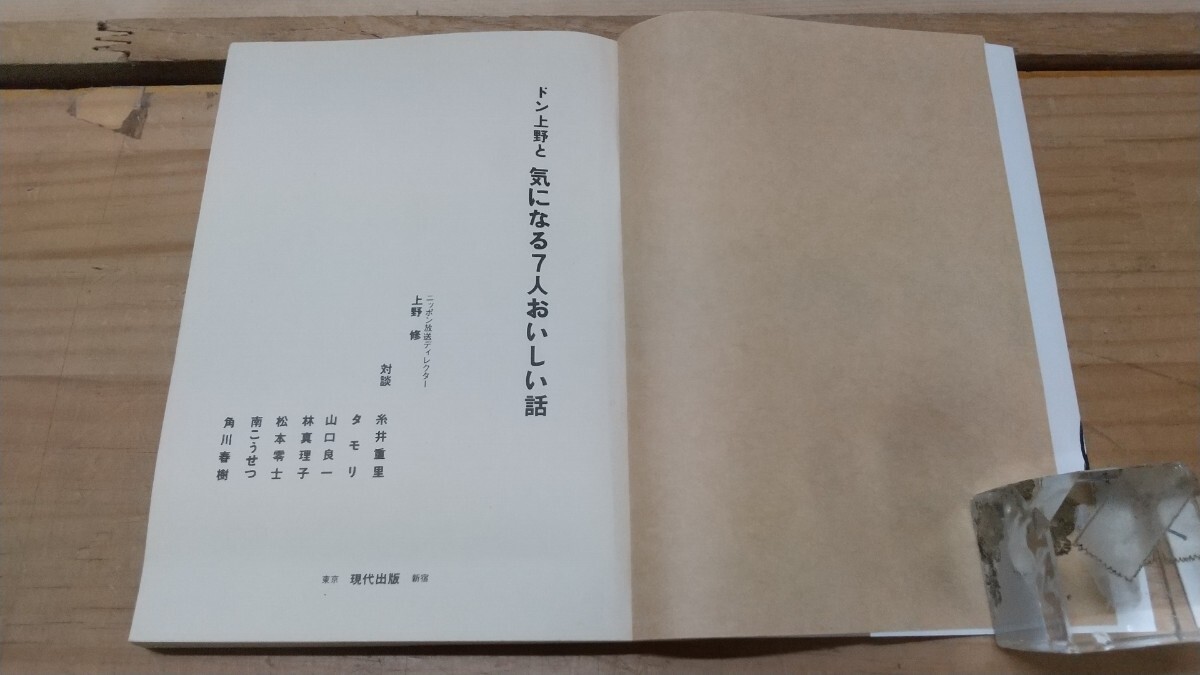 ドン上野と 気になる7人おいしい話
ニッポン放送ディレクター
上野 修
対談
糸井重里
タモリ
山口良一
林真理子
松本零士
南こうせつ
角川春樹
東京 現代出版 新宿